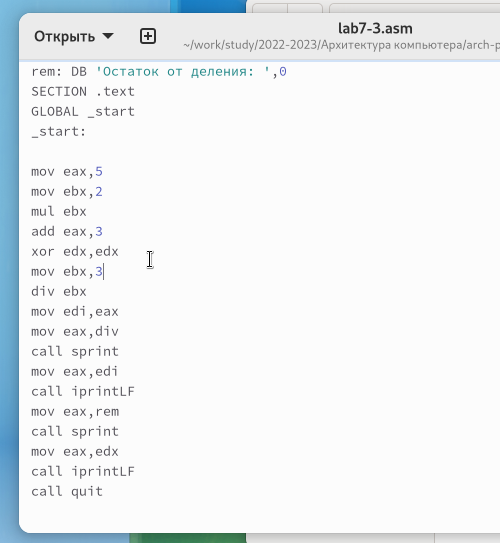 Открыть
lab7-3.asm
~/work/study/2022-2023/Архитектура компьютера/arch-
rem: DB 'Остаток от деления: ',0
SECTION .text
GLOBAL _start
_start:
mov eax,5
mov ebx,2
mul ebx
add eax,3
xor edx,edx
mov ebx,3
div ebx
mov edi,eax
mov eax,div
call sprint
mov eax,edi
call iprintLF
mov eax,rem
call sprint
mov eax,edx
call iprintLF
call quit